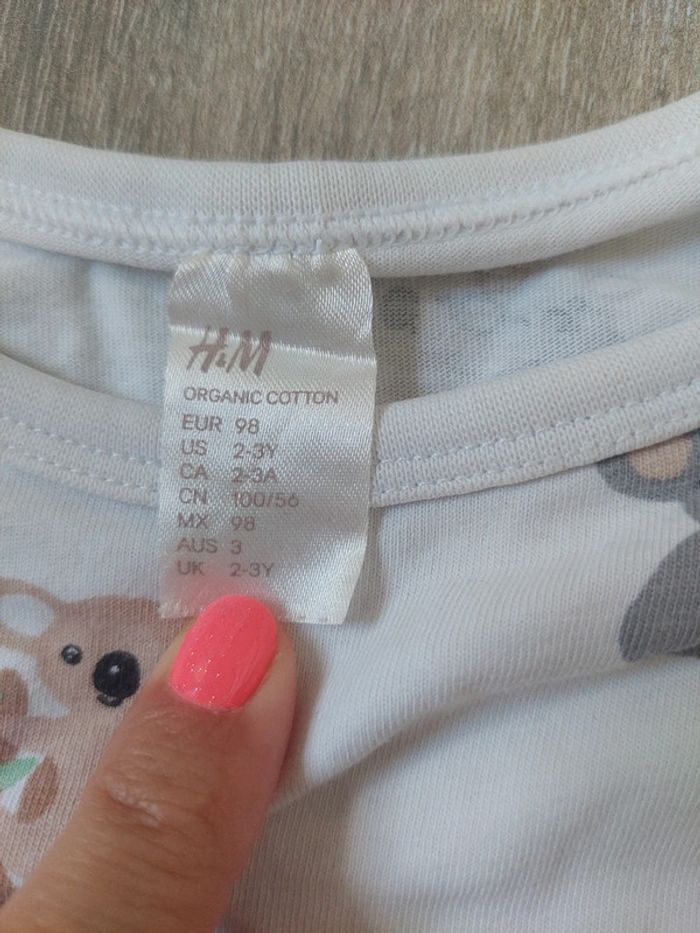 H&M
ORGANIC COTTON
EUR 98
US 2-3Y
CA 2-3A
CN 100/56
MX 98
AUS 3
UK 2-3Y